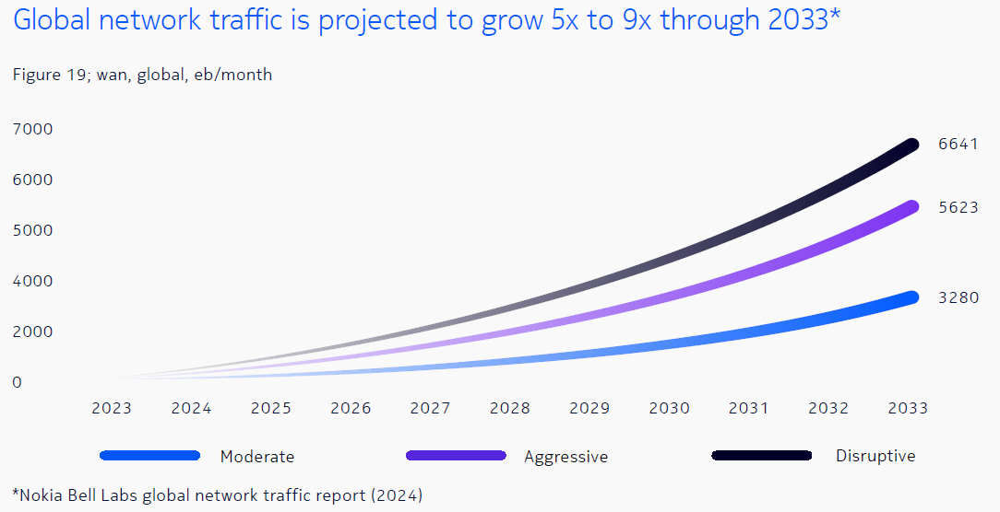 Global network traffic is projected to grow 5x to 9x through 2033*
Figure 19; wan, global, eb/month
7000
6000
5000
4000
2000
0
6641
5623
3280
2023 2024 2025 2026 2027 2028 2029 2030 2031 2032 2033
Moderate Aggressive Disruptive
*Nokia Bell Labs global network traffic report (2024)